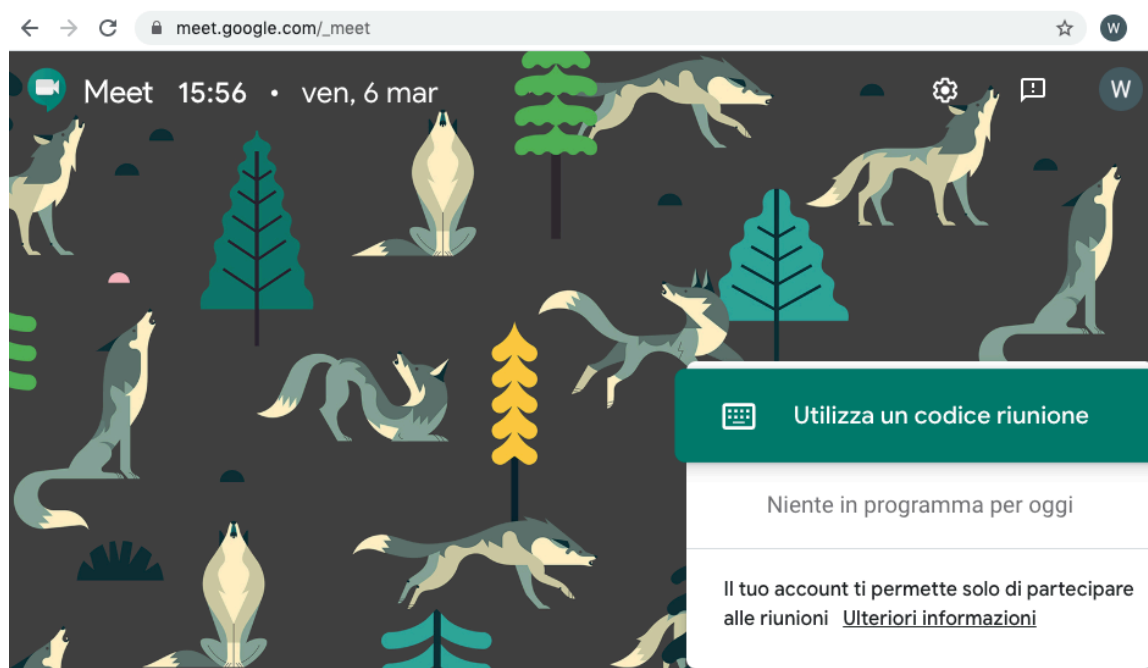 meet.google.com/_meet
W
Meet 15:56 • ven, 6 mar
W
Utilizza un codice riunione
Niente in programma per oggi
Il tuo account ti permette solo di partecipare
alle riunioni Ulteriori informazioni